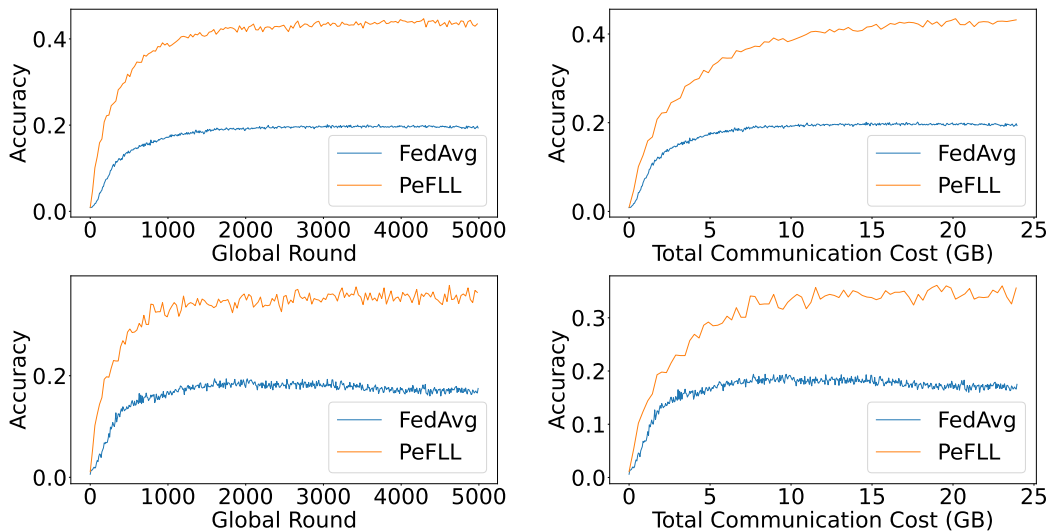 0.4
0.2
0.0
Accuracy
0 1000 2000 3000 4000 5000
Global Round
FedAvg
PeFLL
0.4
0.2
0.0
Accuracy
0 5 10 15 20 25
Total Communication Cost (GB)
FedAvg
PeFLL
0.2
0.0
Accuracy
0 1000 2000 3000 4000 5000
Global Round
FedAvg
PeFLL
0.3
0.2
0.1
0.0
Accuracy
0 5 10 15 20 25
Total Communication Cost (GB)
FedAvg
PeFLL